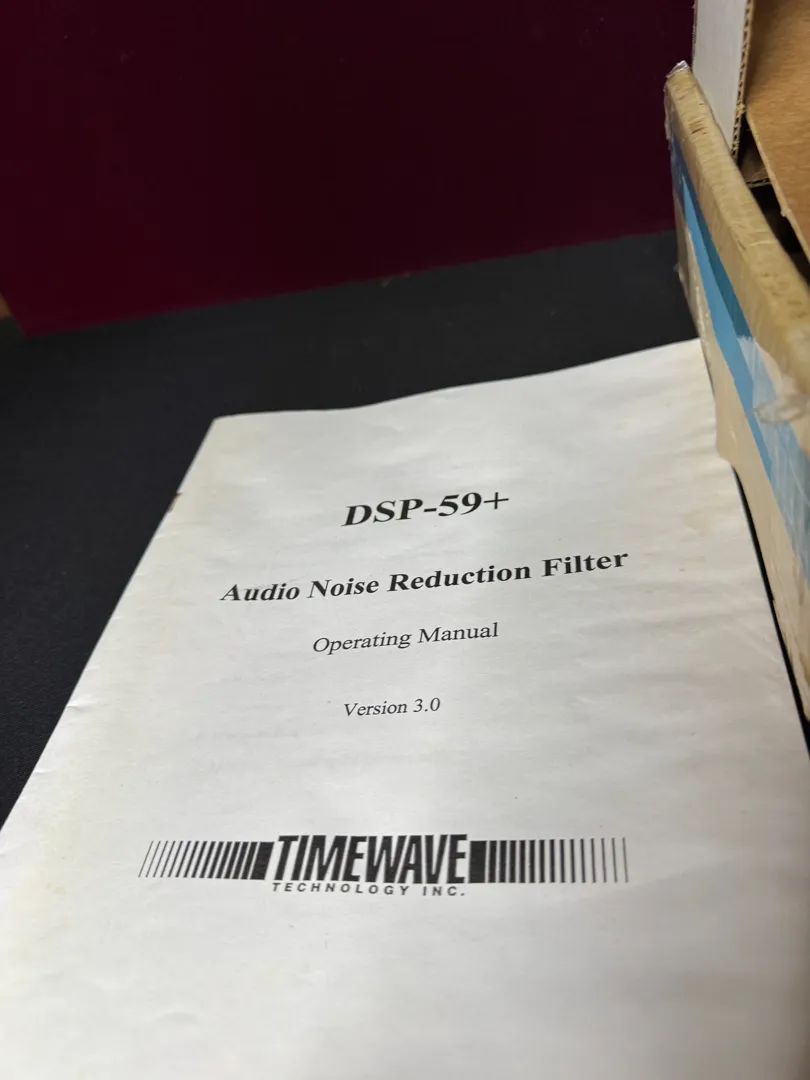 DSP-59+
Audio Noise Reduction Filter
Operating Manual
Version 3.0
TIMEWAVE
TECHNOLOGY INC.